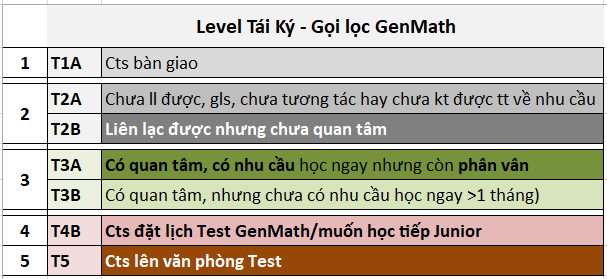 Level Tái Ký - Gọi lọc GenMath
1 T1A Cts bàn giao
2 T2A Chưa ll được, gls, chưa tương tác hay chưa kt được tt về nhu cầu
T2B Liên lạc được nhưng chưa quan tâm
3 T3A Có quan tâm, có nhu cầu học ngay nhưng còn phân vân
T3B Có quan tâm, nhưng chưa có nhu cầu học ngay >1 tháng)
4 T4B Cts đặt lịch Test GenMath/muốn học tiếp Junior
5 T5 Cts lên văn phòng Test